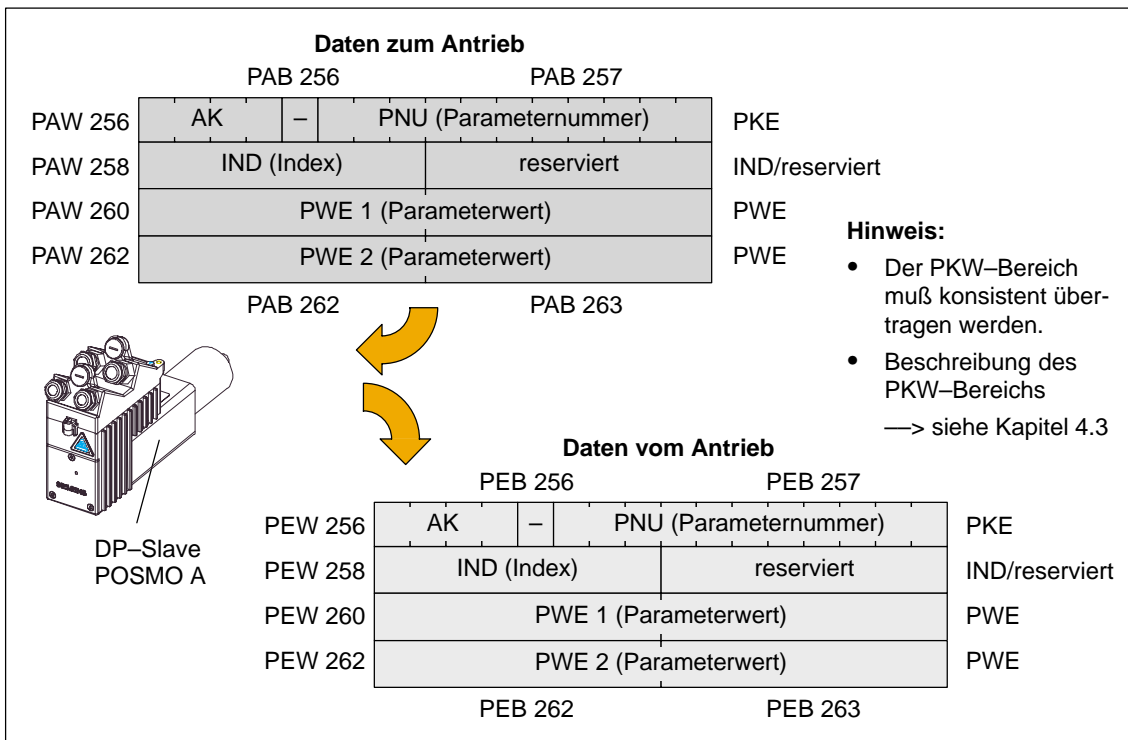 Daten zum Antrieb
PAB 256 PAB 257
PAW 256 AK – PNU (Parameternummer) PKE
PAW 258 IND (Index) reserviert IND/reserviert
PAW 260 PWE 1 (Parameterwert) PWE
PAW 262 PWE 2 (Parameterwert) PWE
PAB 262 PAB 263
Hinweis:
• Der PKW–Bereich
muß konsistent über-
tragen werden.
• Beschreibung des
PKW–Bereichs
––> siehe Kapitel 4.3
SIEMENS
DP–Slave
POSMO A
Daten vom Antrieb
PEB 256 PEB 257
PEW 256 AK – PNU (Parameternummer) PKE
PEW 258 IND (Index) reserviert IND/reserviert
PEW 260 PWE 1 (Parameterwert) PWE
PEW 262 PWE 2 (Parameterwert) PWE
PEB 262 PEB 263